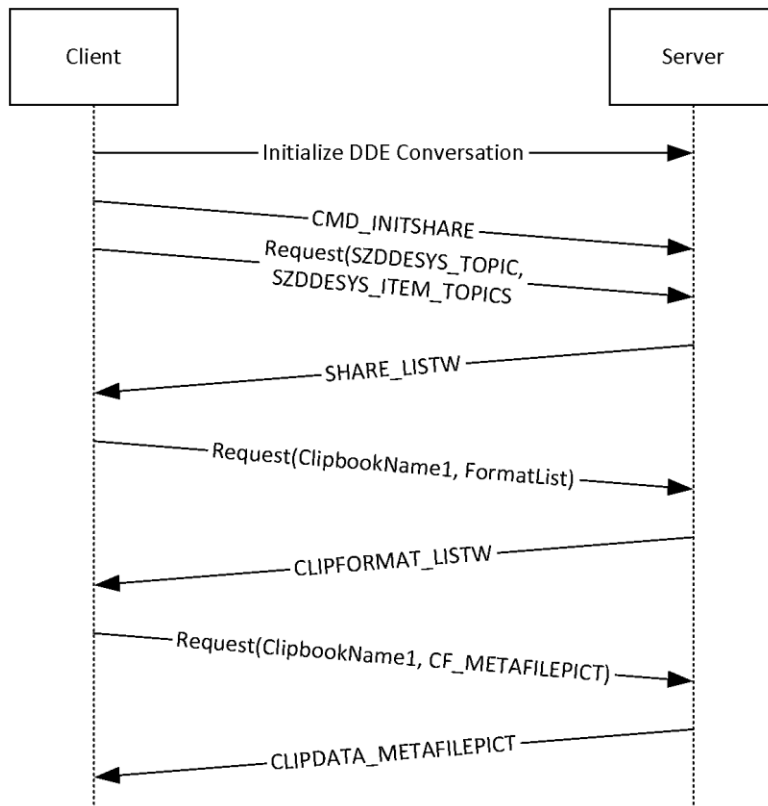 Client
Server
Initialize DDE Conversation
CMD_INITSHARE
Request(SZDDESYS_TOPIC,
SZDDESYS_ITEM_TOPICS
SHARE_LISTW
Request(ClipbookName1, FormatList)
CLIPFORMAT_LISTW
Request(ClipbookName1, CF_METAFILEPICT)
CLIPDATA_METAFILEPICT